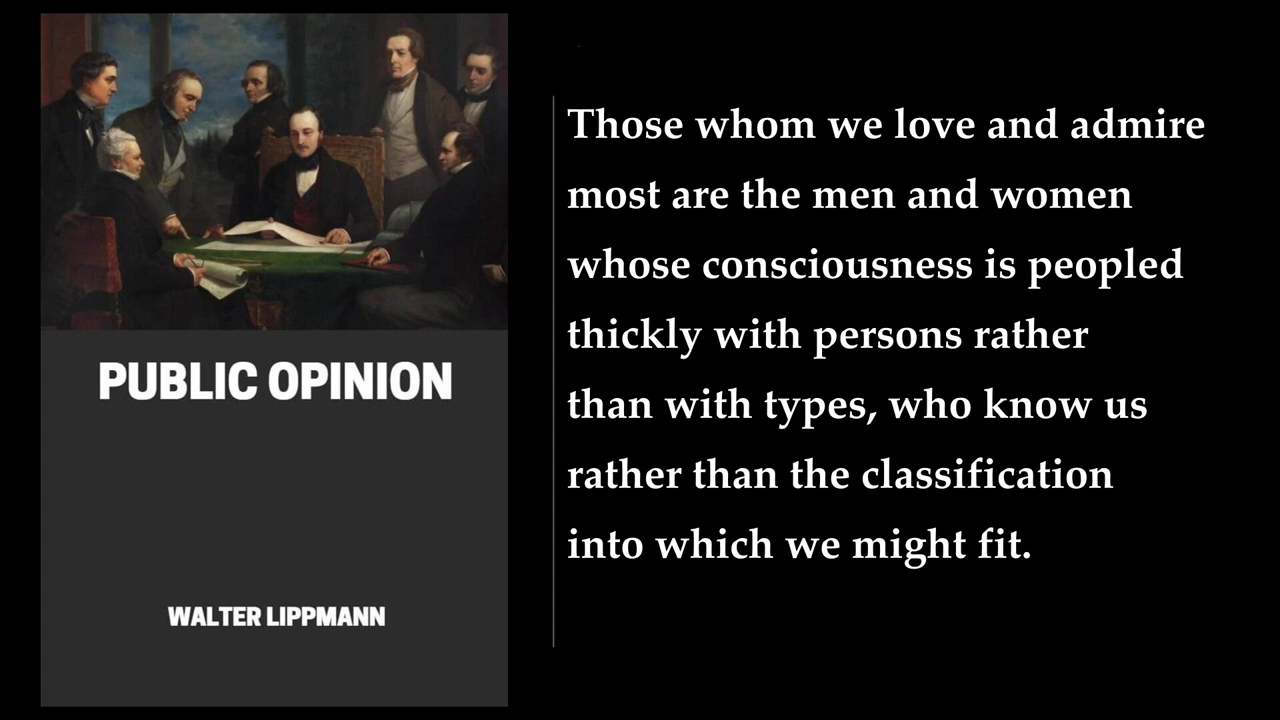 PUBLIC OPINION
WALTER LIPPMANN
Those whom we love and admire
most are the men and women
whose consciousness is peopled
thickly with persons rather
than with types, who know us
rather than the classification
into which we might fit.